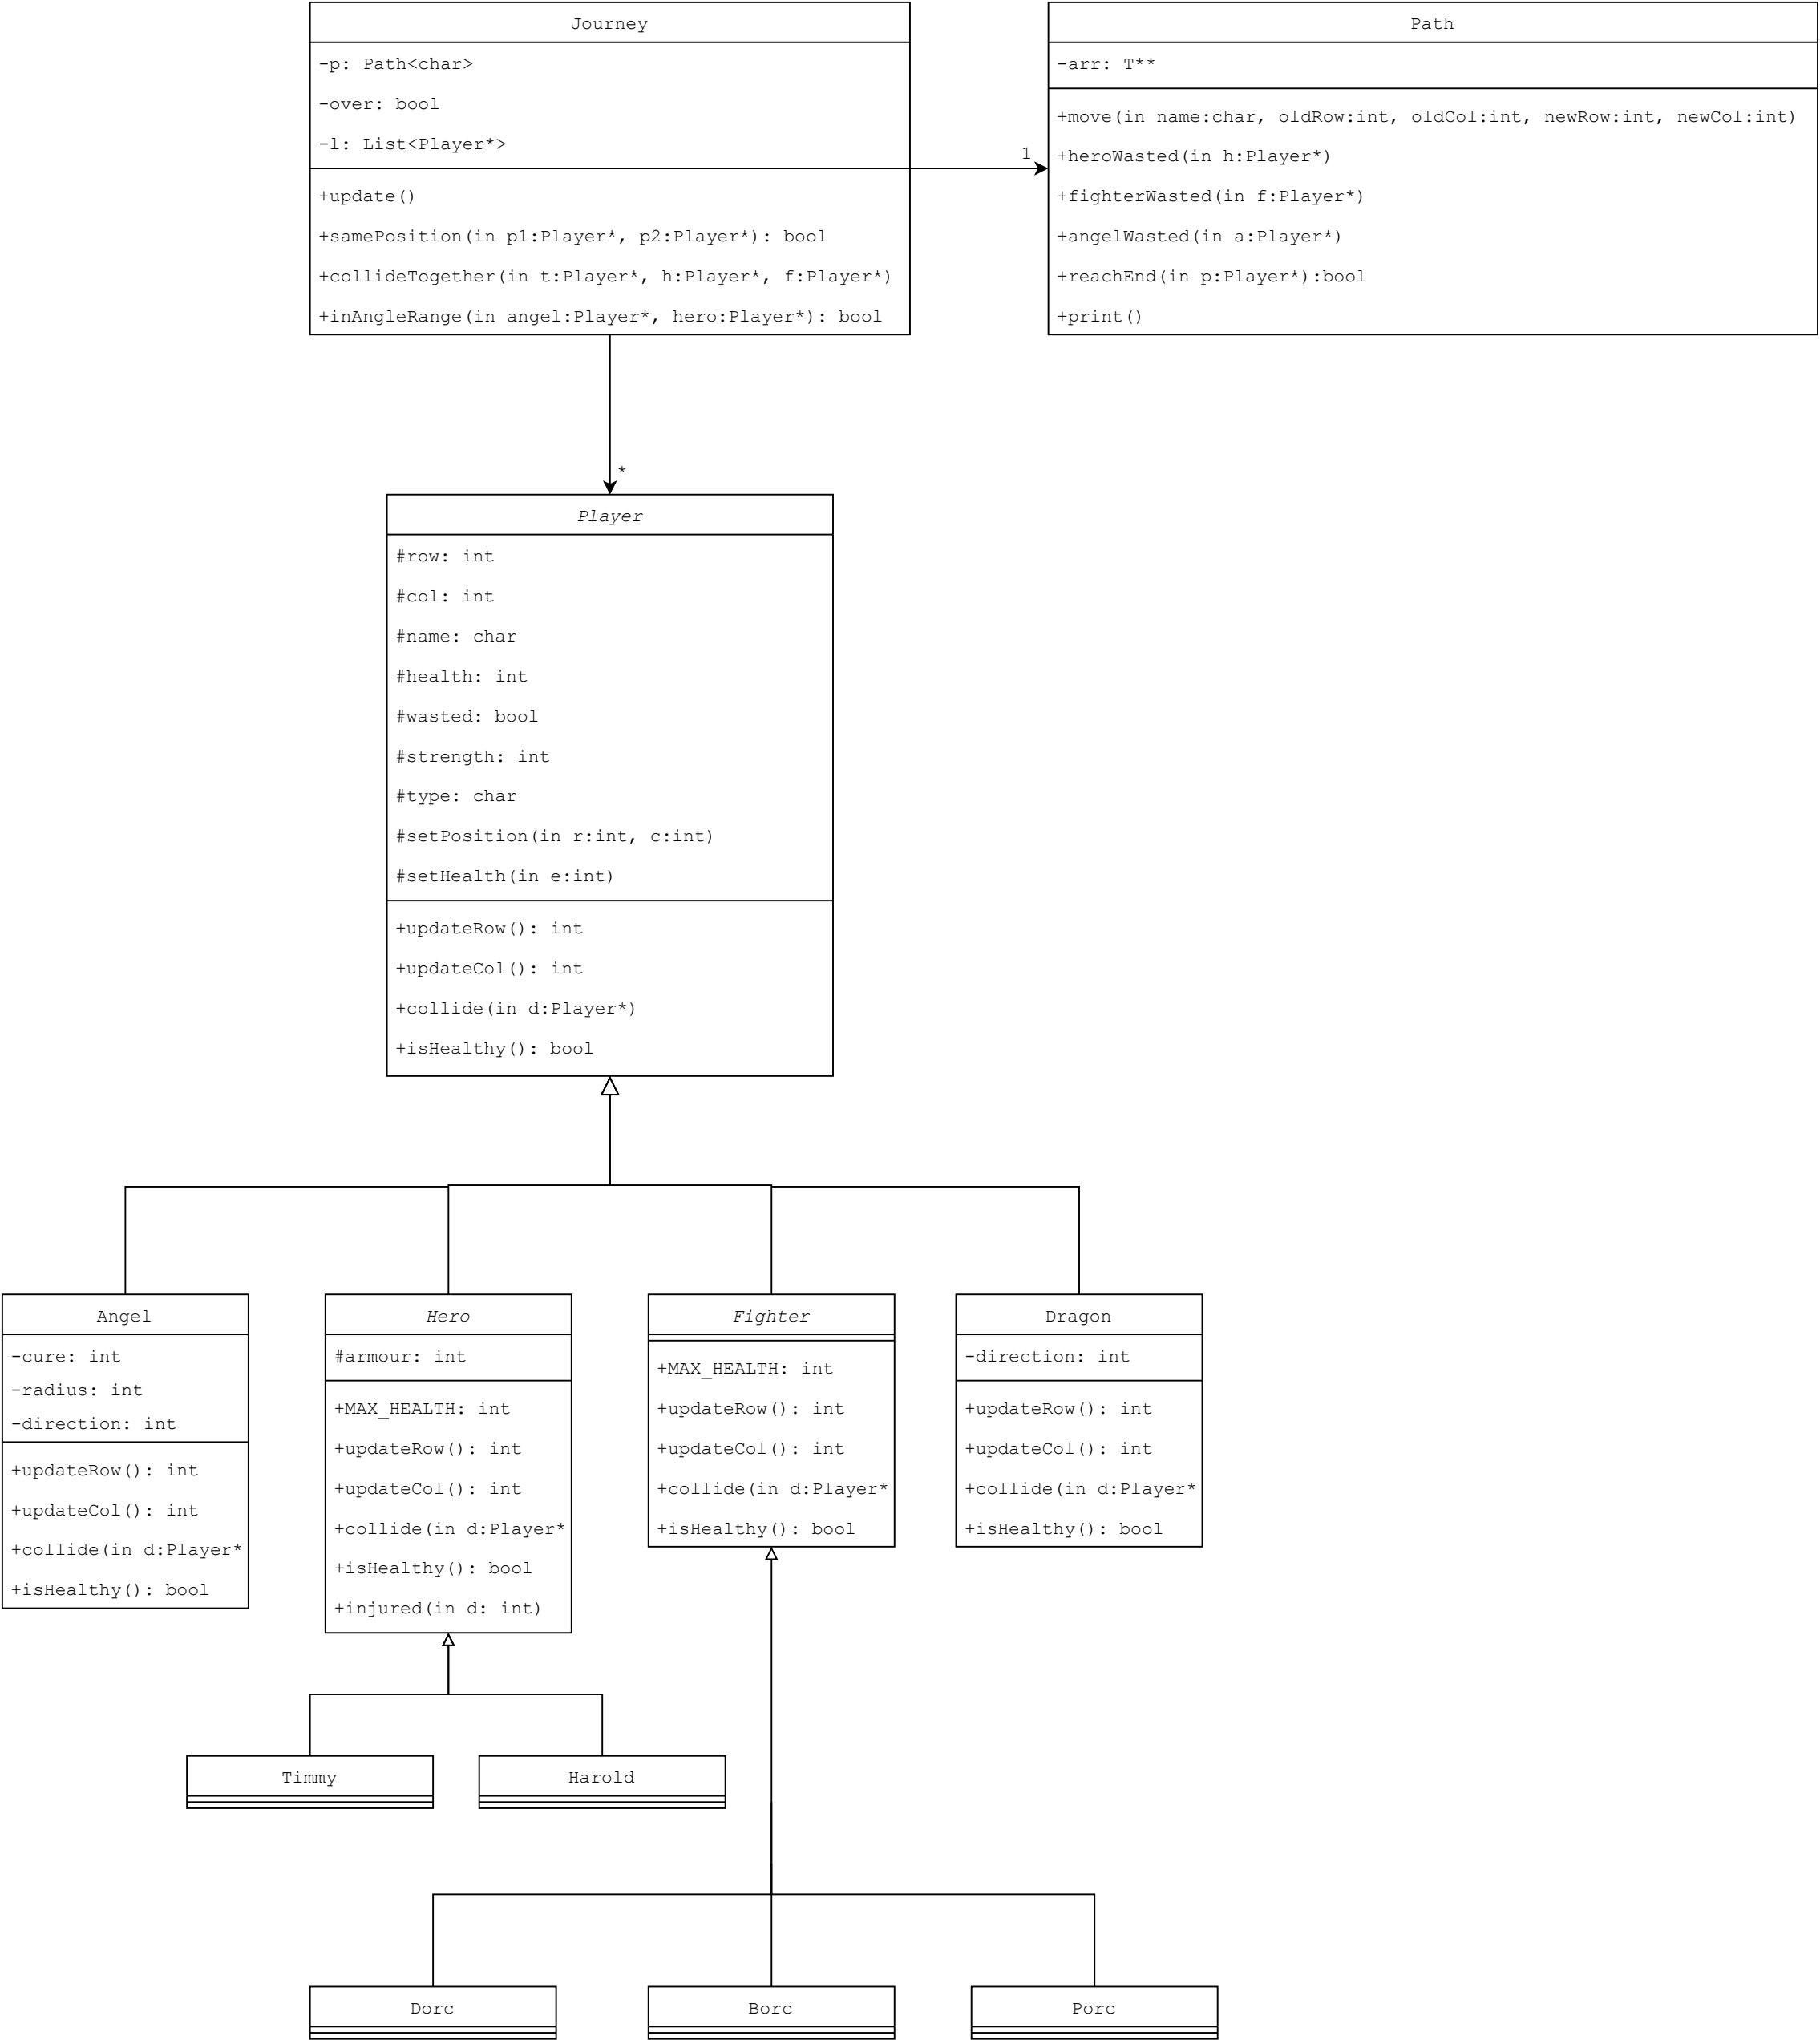 Journey
-p: Path<char>
-over: bool
-l: List<Player*>
+update()
+samePosition(in p1:Player*, p2:Player*): bool
+collideTogether(in t:Player*, h:Player*, f:Player*)
+inAngleRange(in angel:Player*, hero:Player*): bool
1
Path
-arr: T**
+move(in name:char, oldRow:int, oldCol:int, newRow:int, newCol:int)
+heroWasted(in h:Player*)
+fighterWasted(in f:Player*)
+angelWasted(in a:Player*)
+reachEnd(in p:Player*):bool
+print()
*
Player
#row: int
#col: int
#name: char
#health: int
#wasted: bool
#strength: int
#type: char
#setPosition(in r:int, c:int)
#setHealth(in e:int)
+updateRow(): int
+updateCol(): int
+collide(in d:Player*)
+isHealthy(): bool
Angel
-cure: int
-radius: int
-direction: int
+updateRow(): int
+updateCol(): int
+collide(in d:Player*
+isHealthy(): bool
Hero
#armour: int
+MAX_HEALTH: int
+updateRow(): int
+updateCol(): int
+collide(in d:Player*
+isHealthy(): bool
+injured(in d: int)
Fighter
+MAX_HEALTH: int
+updateRow(): int
+updateCol(): int
+collide(in d:Player*
+isHealthy(): bool
Dragon
-direction: int
+updateRow(): int
+updateCol(): int
+collide(in d:Player*
+isHealthy(): bool
Timmy
Harold
Dorc
Borc
Porc